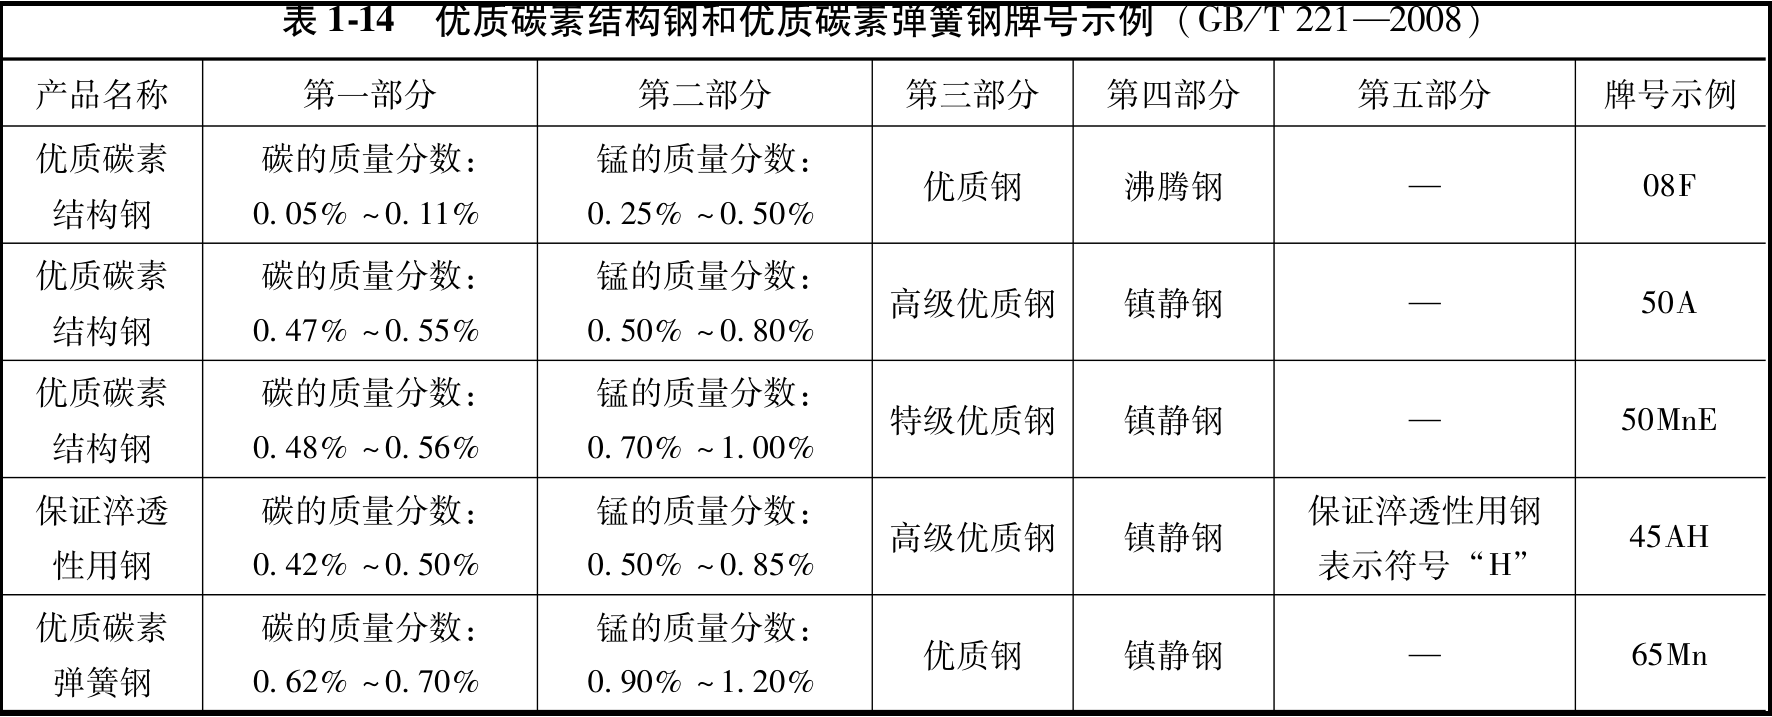 表 1-14 优质碳素结构钢和优质碳素弹簧钢牌号示例（GB/T 221—2008）
产品名称 第一部分 第二部分 第三部分 第四部分 第五部分 牌号示例
优质碳素 碳的质量分数： 锰的质量分数：
优质钢 沸腾钢 — 08F
结构钢 0.05% ~0.11% 0.25% ~0.50%
优质碳素 碳的质量分数： 锰的质量分数：
高级优质钢 镇静钢 — 50A
结构钢 0.47% ~0.55% 0.50% ~0.80%
优质碳素 碳的质量分数： 锰的质量分数：
特级优质钢 镇静钢 — 50MnE
结构钢 0.48% ~0.56% 0.70% ~1.00%
保证淬透 碳的质量分数： 锰的质量分数： 保证淬透性用钢
高级优质钢 镇静钢 45AH
性用钢 0.42% ~0.50% 0.50% ~0.85% 表示符号“H”
优质碳素 碳的质量分数： 锰的质量分数：
优质钢 镇静钢 — 65Mn
弹簧钢 0.62% ~0.70% 0.90% ~1.20%